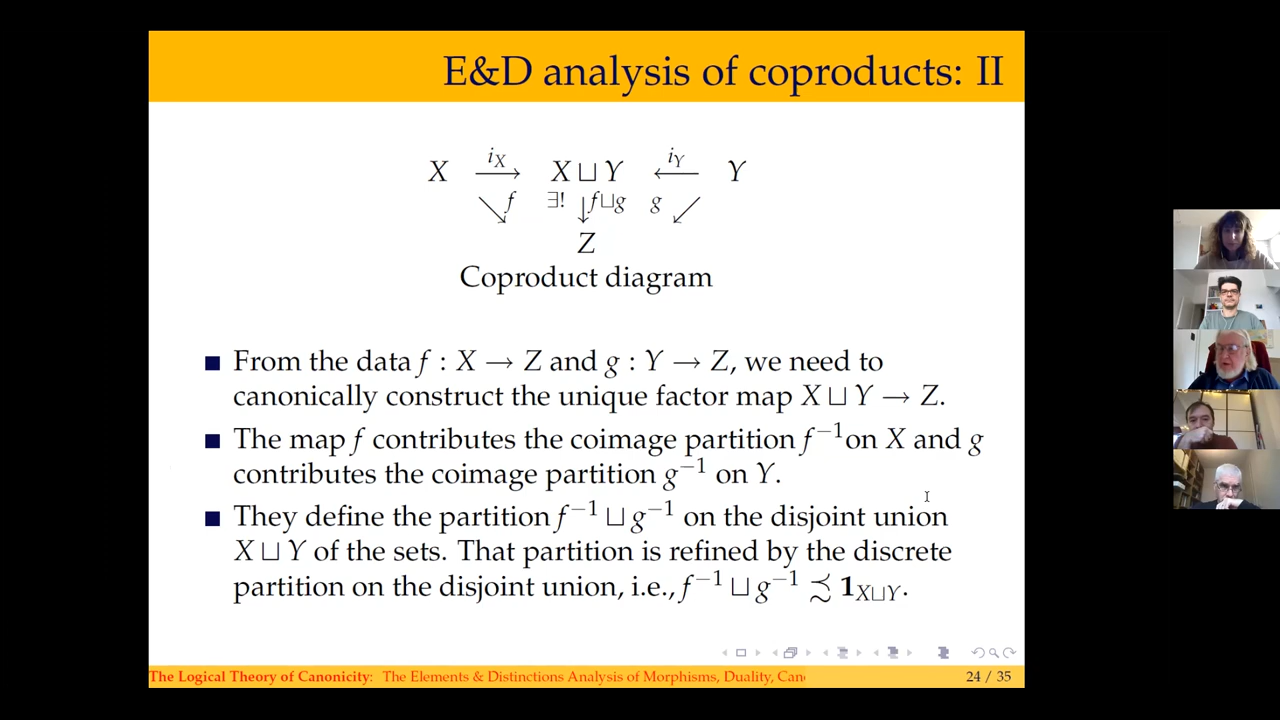 E&D analysis of coproducts: II
X i_X → X ⊔ Y i_Y ← Y
↘ f ∃! ↓ f⊔g g ↙
Z
Coproduct diagram
From the data f : X → Z and g : Y → Z, we need to
canonically construct the unique factor map X ⊔ Y → Z.
The map f contributes the coimage partition f⁻¹ on X and g
contributes the coimage partition g⁻¹ on Y.
They define the partition f⁻¹ ⊔ g⁻¹ on the disjoint union
X ⊔ Y of the sets. That partition is refined by the discrete
partition on the disjoint union, i.e., f⁻¹ ⊔ g⁻¹ ≾ 1_{X⊔Y}.
The Logical Theory of Canonicity: The Elements & Distinctions Analysis of Morphisms, Duality, Can
24 / 35